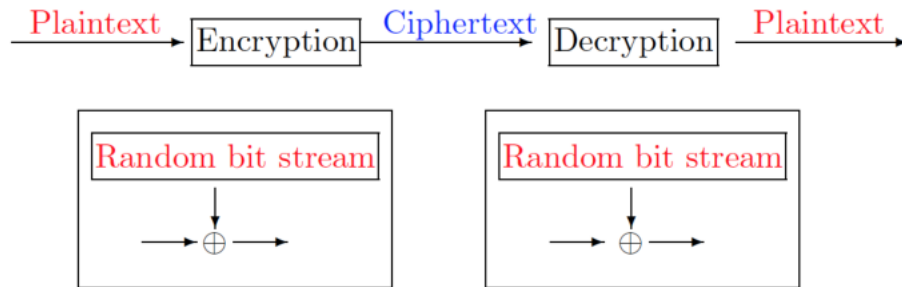 Plaintext Encryption Ciphertext Decryption Plaintext
Random bit stream Random bit stream